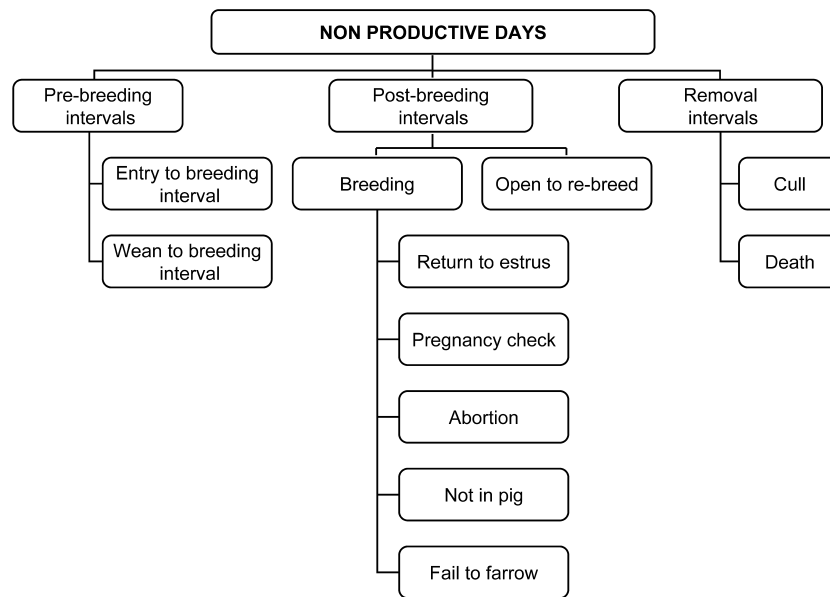 NON PRODUCTIVE DAYS
Pre-breeding
intervals
Post-breeding
intervals
Removal
intervals
Entry to breeding
interval
Breeding
Open to re-breed
Cull
Wean to breeding
interval
Return to estrus
Death
Pregnancy check
Abortion
Not in pig
Fail to farrow